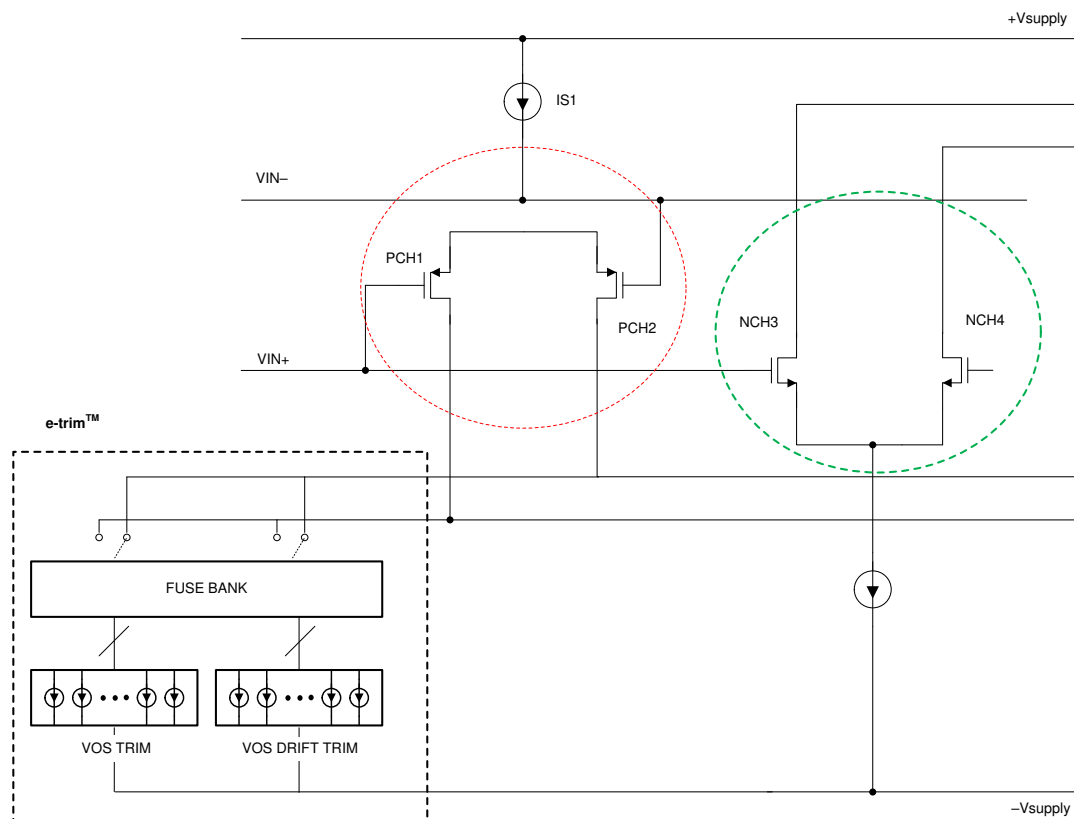 +Vsupply
IS1
VIN–
PCH1
PCH2
NCH3
NCH4
VIN+
e-trim™
FUSE BANK
VOS TRIM
VOS DRIFT TRIM
–Vsupply